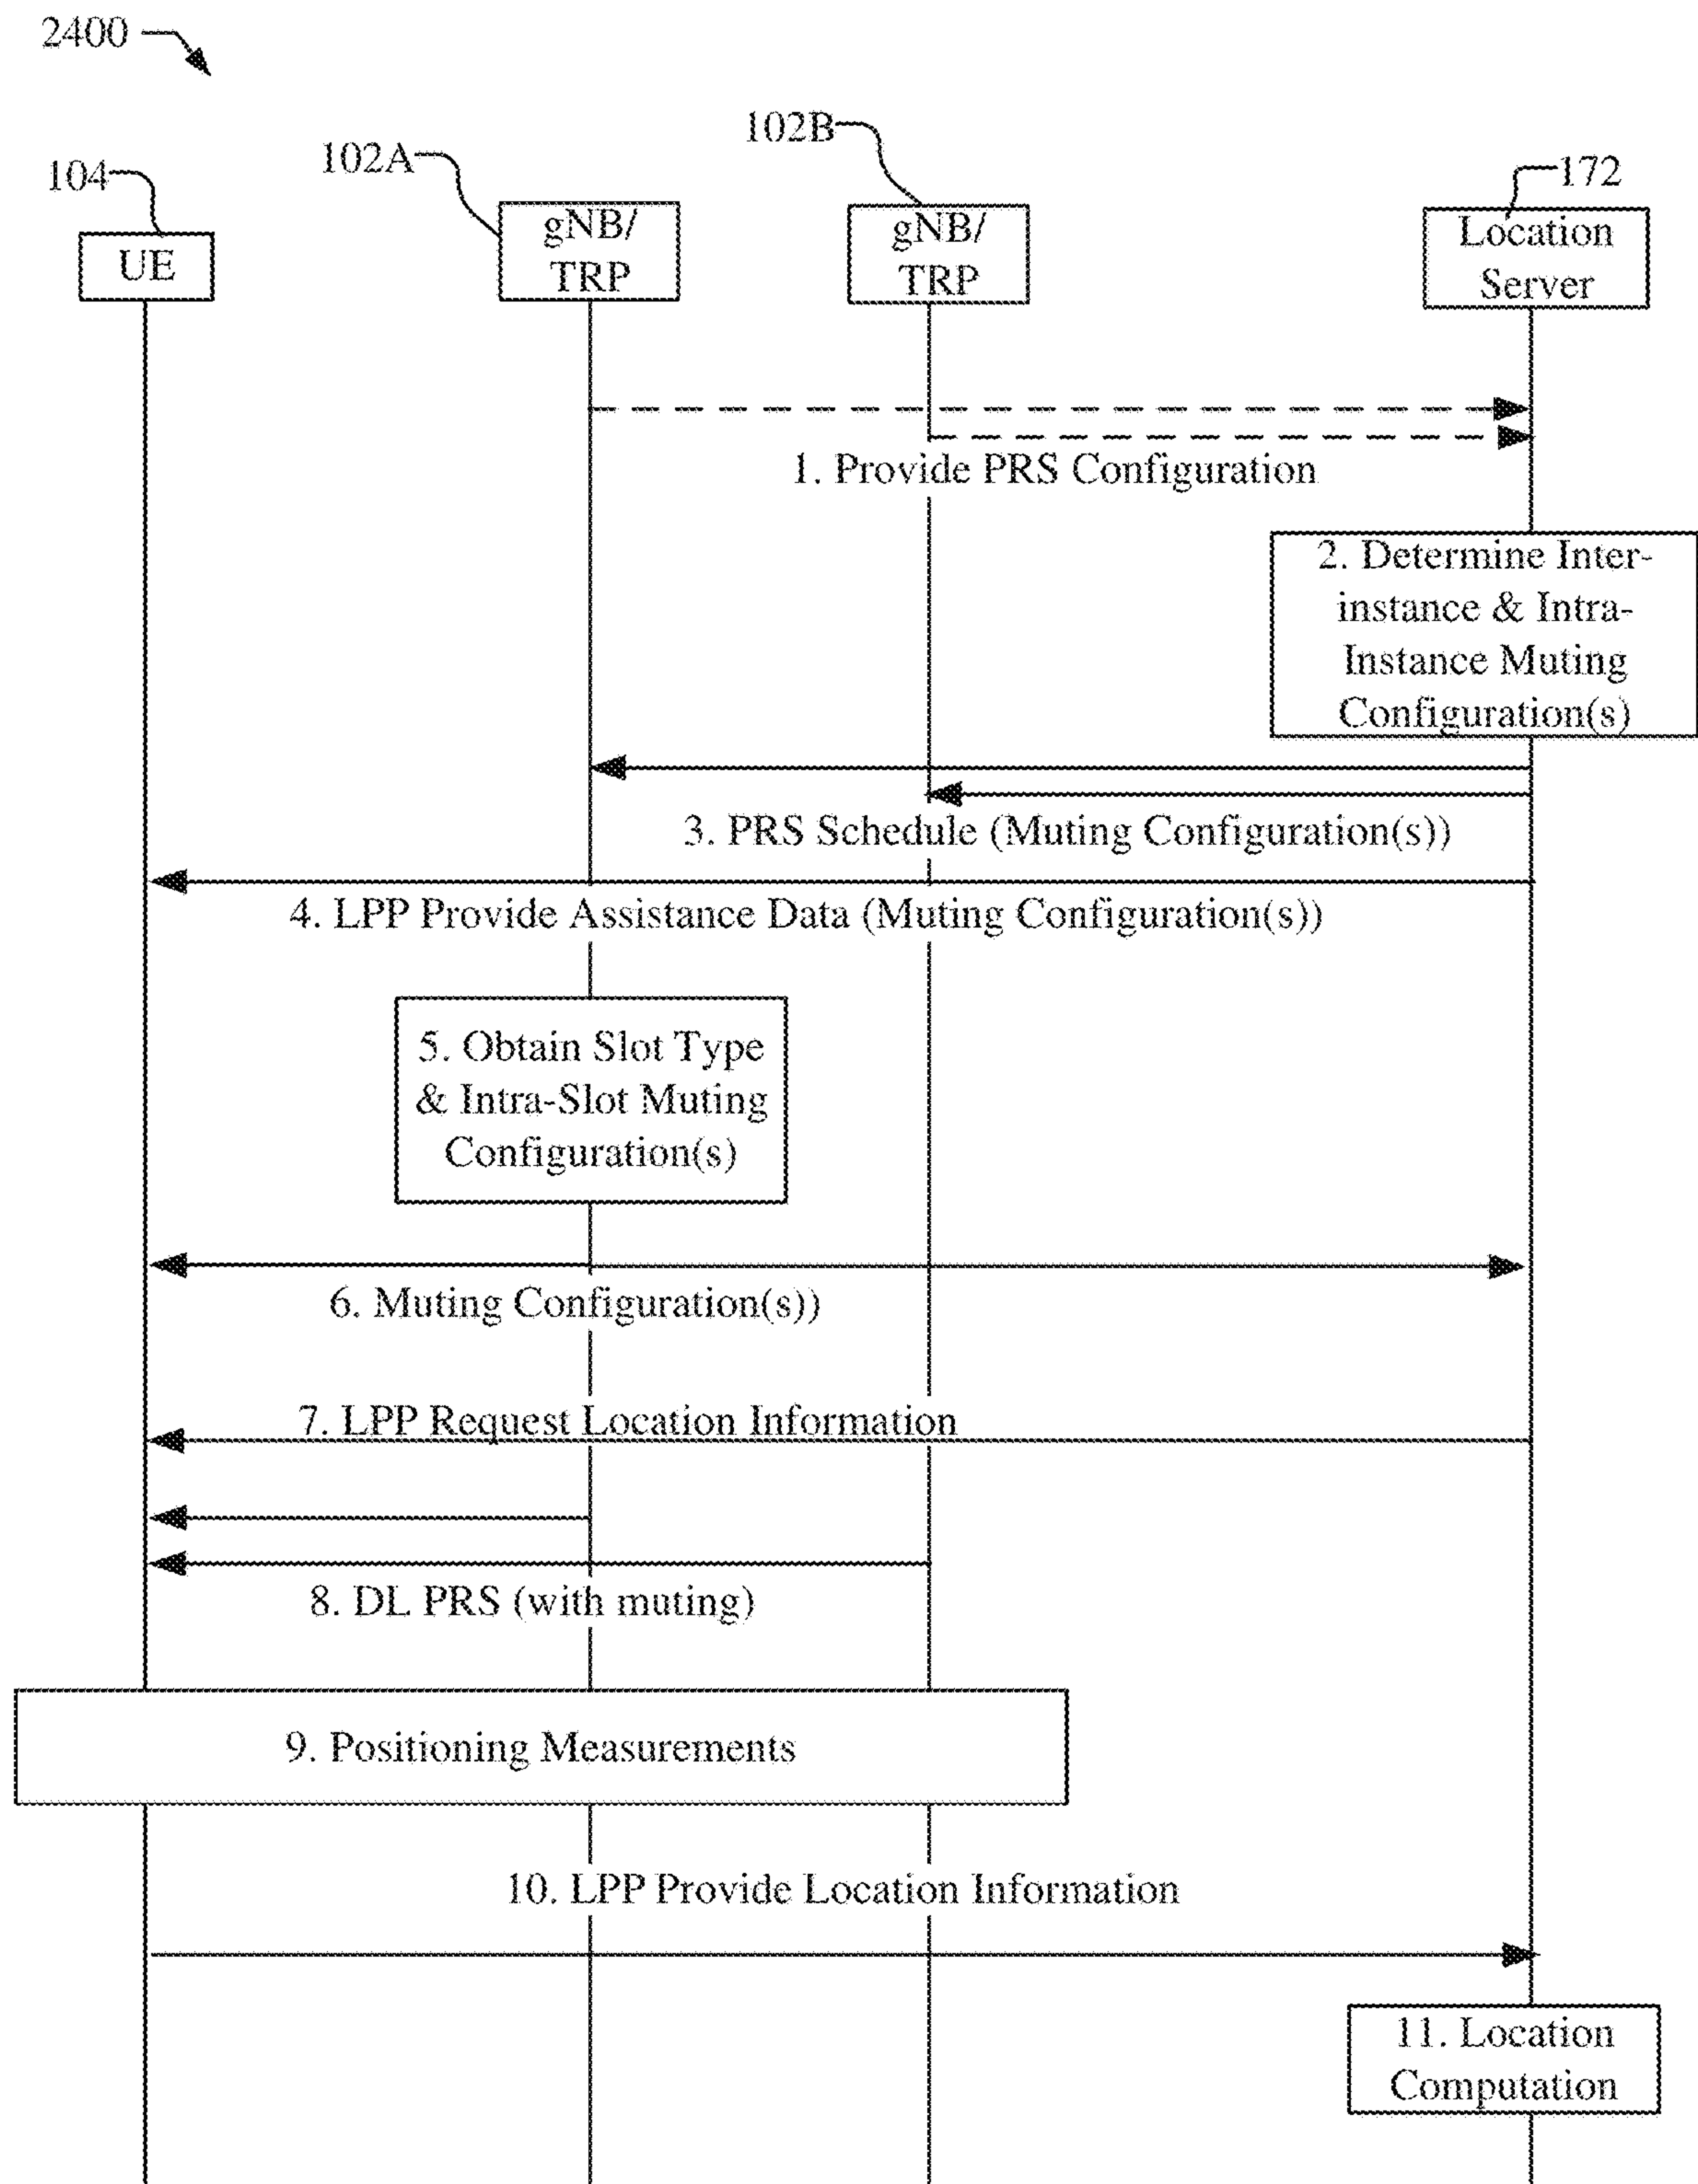 2400
102B
102A
104
172
gNB/
TRP
gNB/
TRP
Location
Server
UE
1. Provide PRS Configuration
2. Determine Inter-
instance & Intra-
Instance Muting
Configuration(s)
3. PRS Schedule (Muting Configuration(s))
4. LPP Provide Assistance Data (Muting Configuration(s))
5. Obtain Slot Type
& Intra-Slot Muting
Configuration(s)
6. Muting Configuration(s))
7. LPP Request Location Information
8. DL PRS (with muting)
9. Positioning Measurements
10. LPP Provide Location Information
11. Location
Computation